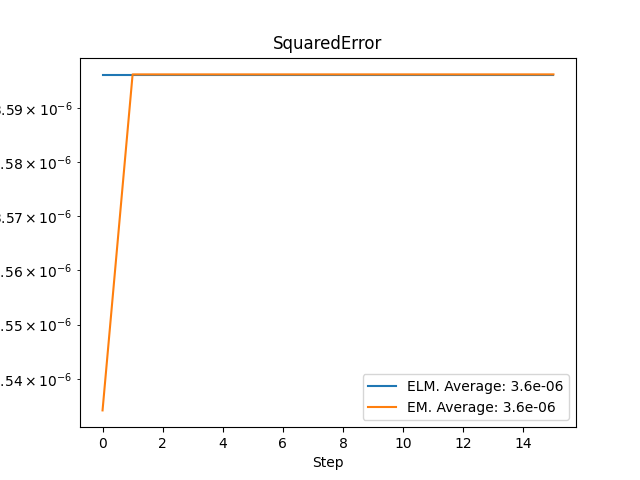 SquaredError
.59 × 10⁻⁶
.58 × 10⁻⁶
.57 × 10⁻⁶
.56 × 10⁻⁶
.55 × 10⁻⁶
.54 × 10⁻⁶
ELM. Average: 3.6e-06
EM. Average: 3.6e-06
0 2 4 6 8 10 12 14
Step